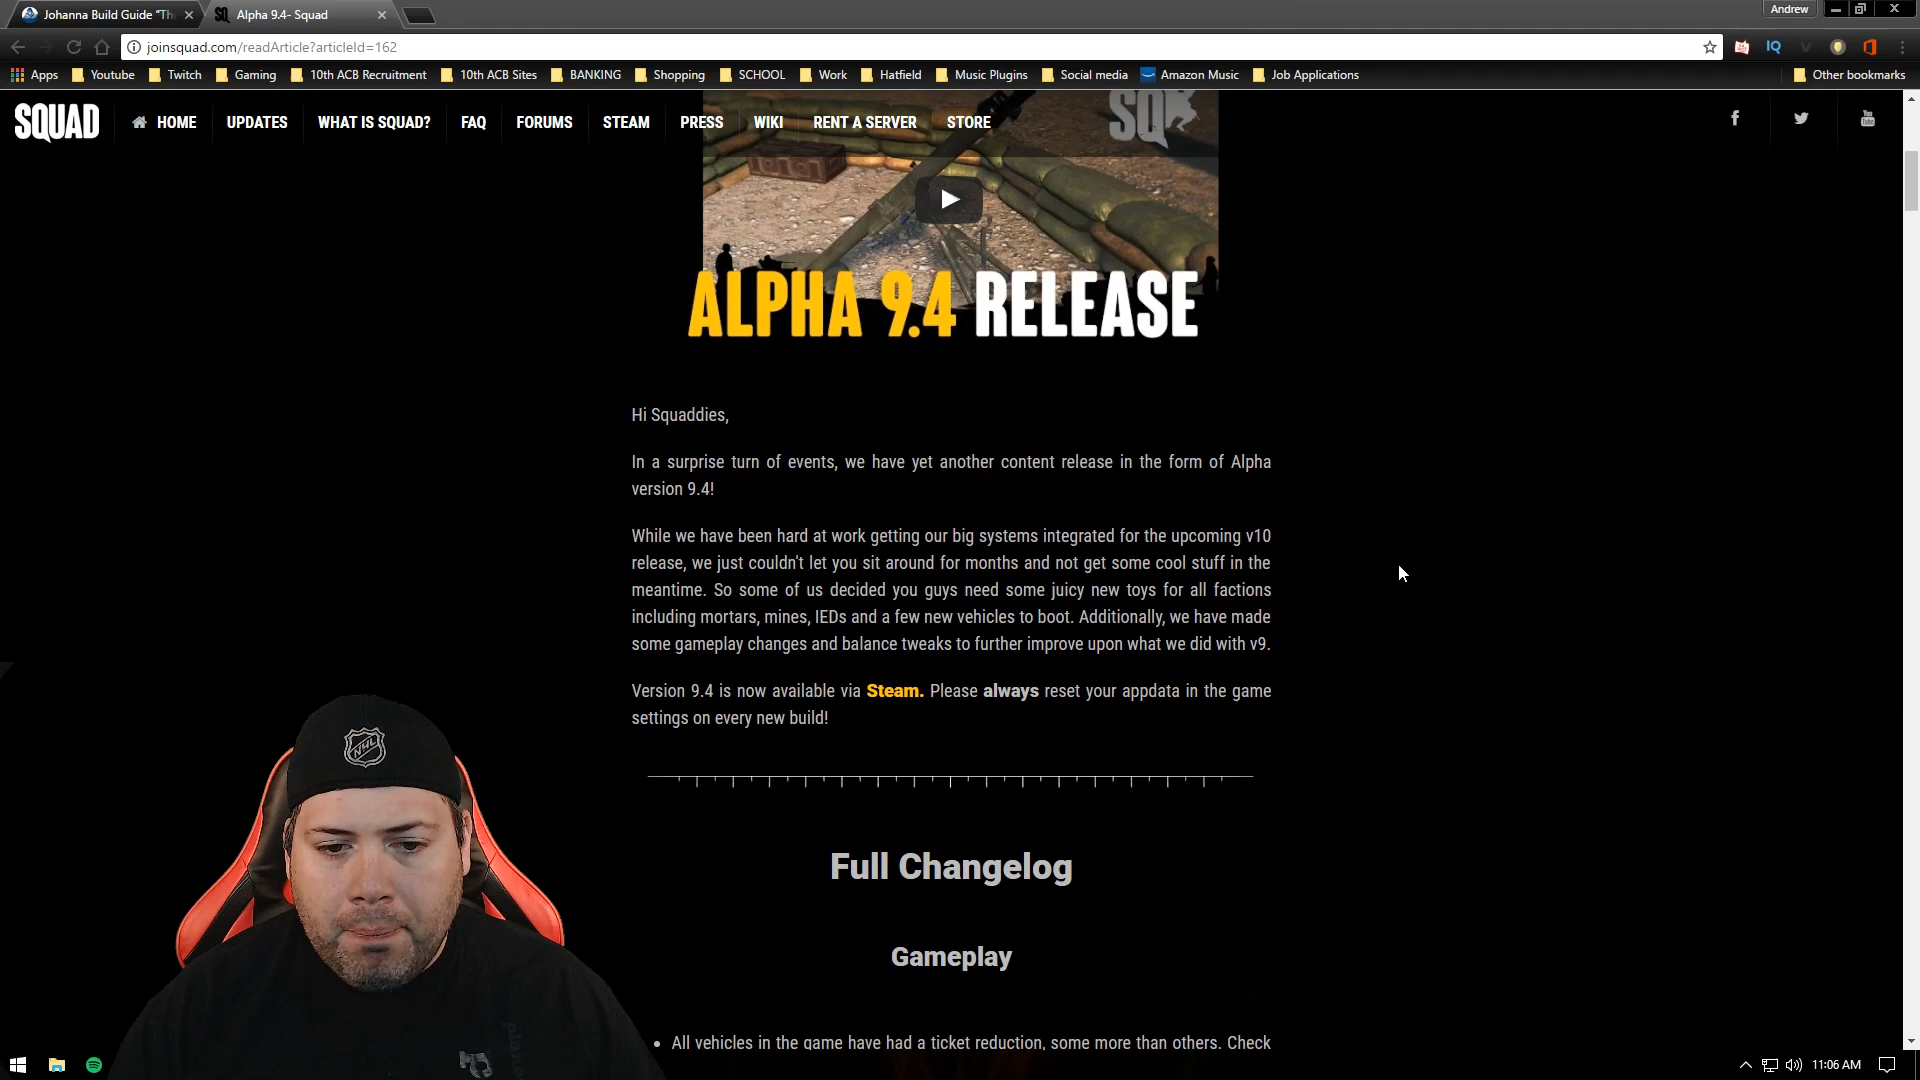 Johanna Build Guide "Th
Alpha 9.4- Squad
Andrew
joinsquad.com/readArticle?articleId=162
Apps
Youtube
Twitch
Gaming
10th ACB Recruitment
10th ACB Sites
BANKING
Shopping
SCHOOL
Work
Hatfield
Music Plugins
Social media
Amazon Music
Job Applications
Other bookmarks
SQUAD
HOME
UPDATES
WHAT IS SQUAD?
FAQ
FORUMS
STEAM
PRESS
WIKI
RENT A SERVER
STORE
ALPHA 9.4 RELEASE
Hi Squaddies,
In a surprise turn of events, we have yet another content release in the form of Alpha
version 9.4!
While we have been hard at work getting our big systems integrated for the upcoming v10
release, we just couldn't let you sit around for months and not get some cool stuff in the
meantime. So some of us decided you guys need some juicy new toys for all factions
including mortars, mines, IEDs and a few new vehicles to boot. Additionally, we have made
some gameplay changes and balance tweaks to further improve upon what we did with v9.
Version 9.4 is now available via Steam. Please always reset your appdata in the game
settings on every new build!
NHL
Full Changelog
Gameplay
• All vehicles in the game have had a ticket reduction, some more than others. Check
11:06 AM